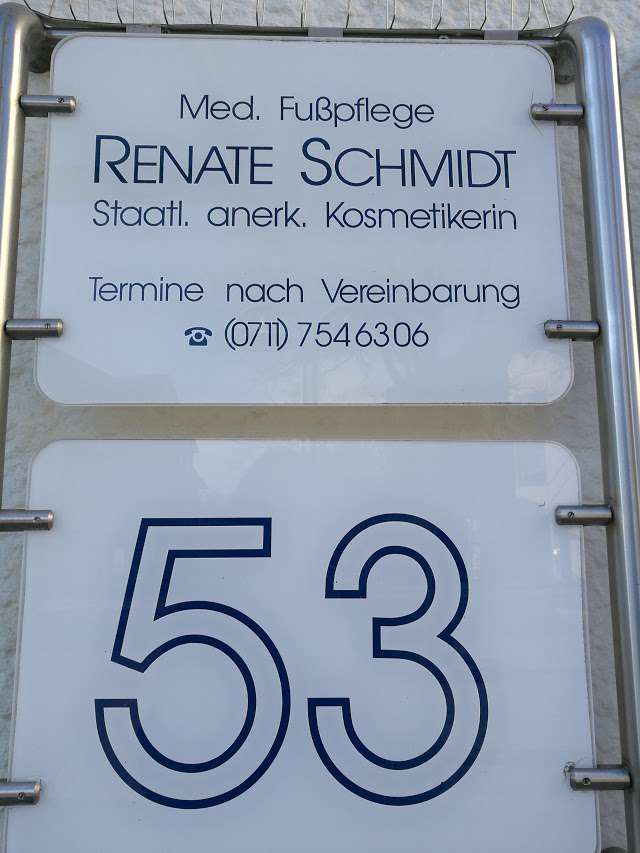 Med. Fußpflege
RENATE SCHMIDT
Staatl. anerk. Kosmetikerin
Termine nach Vereinbarung
☎ (0711) 7546306
53